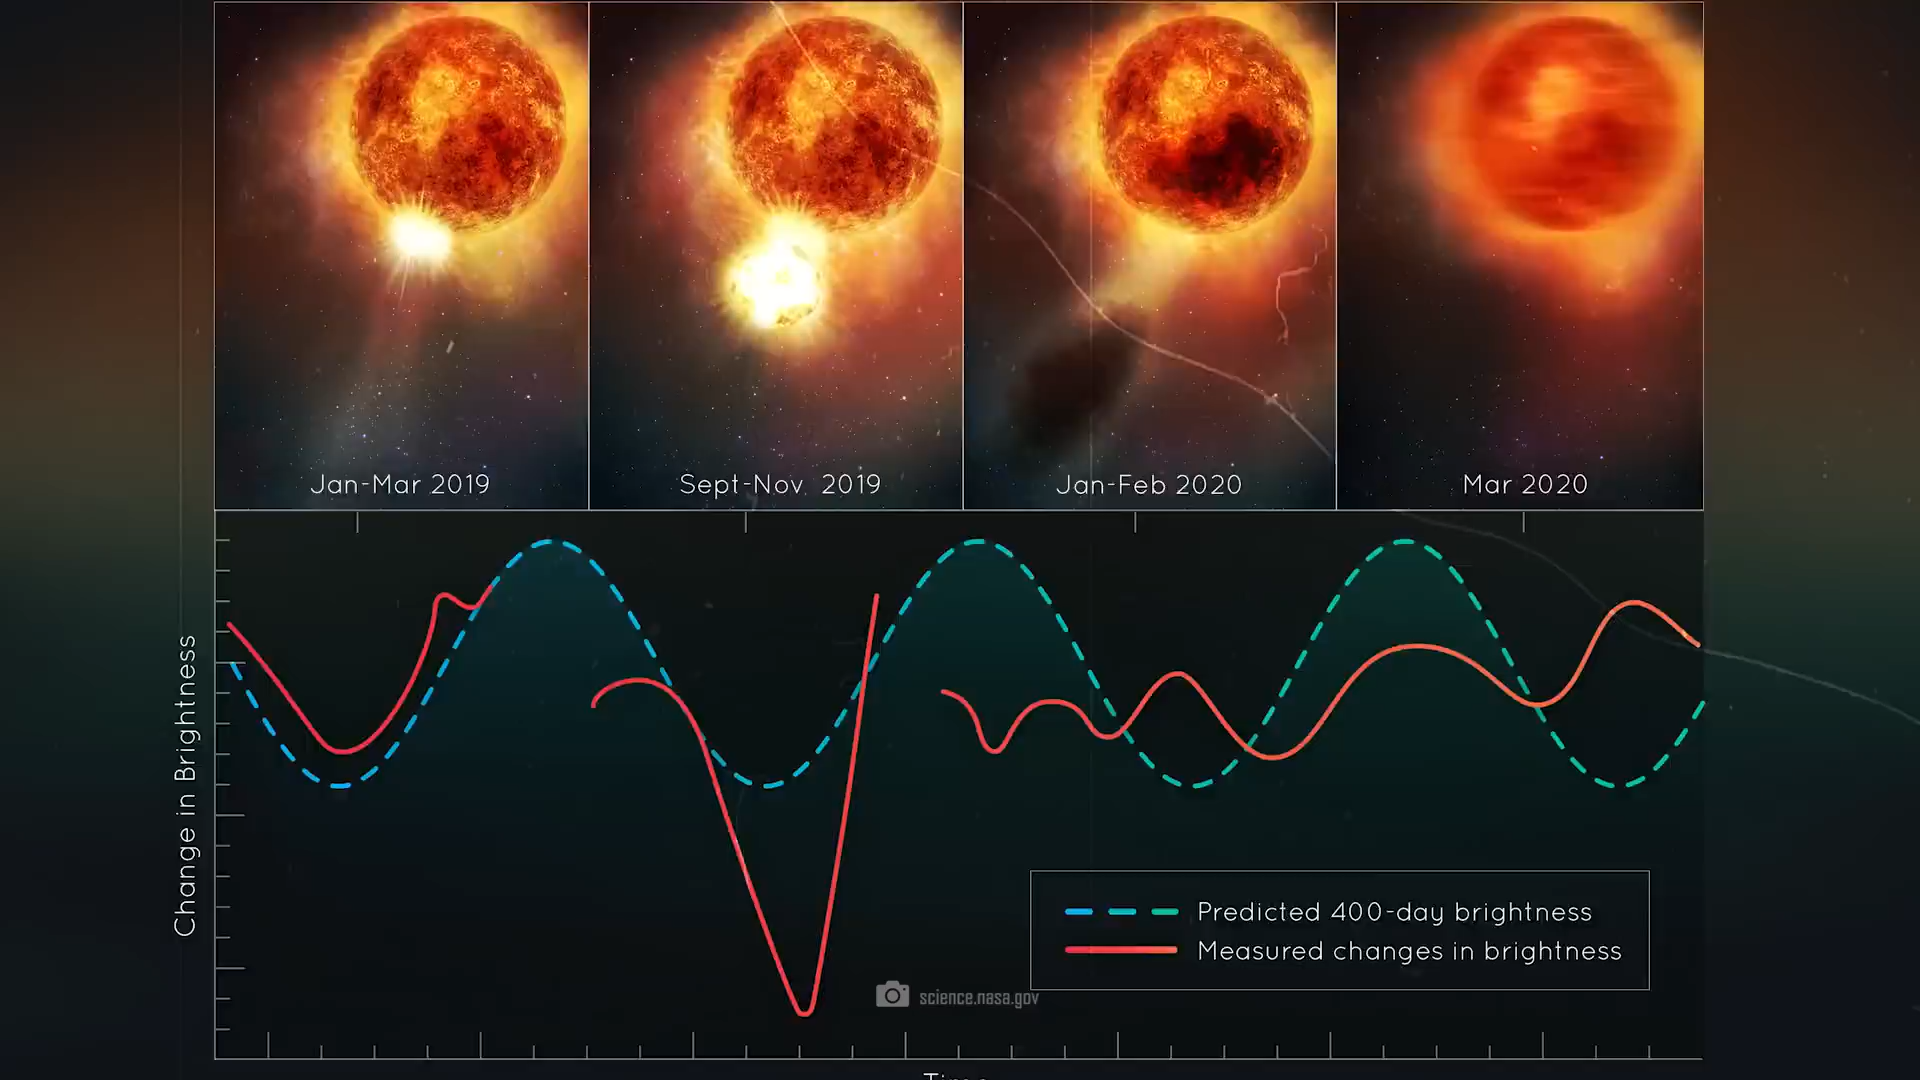 Jan-Mar 2019
Sept-Nov 2019
Jan-Feb 2020
Mar 2020
Change in Brightness
Predicted 400-day brightness
Measured changes in brightness
science.nasa.gov